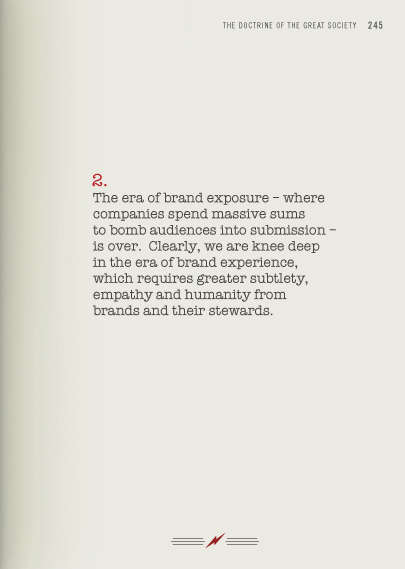 THE DOCTRINE OF THE GREAT SOCIETY 245
2.
The era of brand exposure – where
companies spend massive sums
to bomb audiences into submission –
is over.  Clearly, we are knee deep
in the era of brand experience,
which requires greater subtlety,
empathy and humanity from
brands and their stewards.